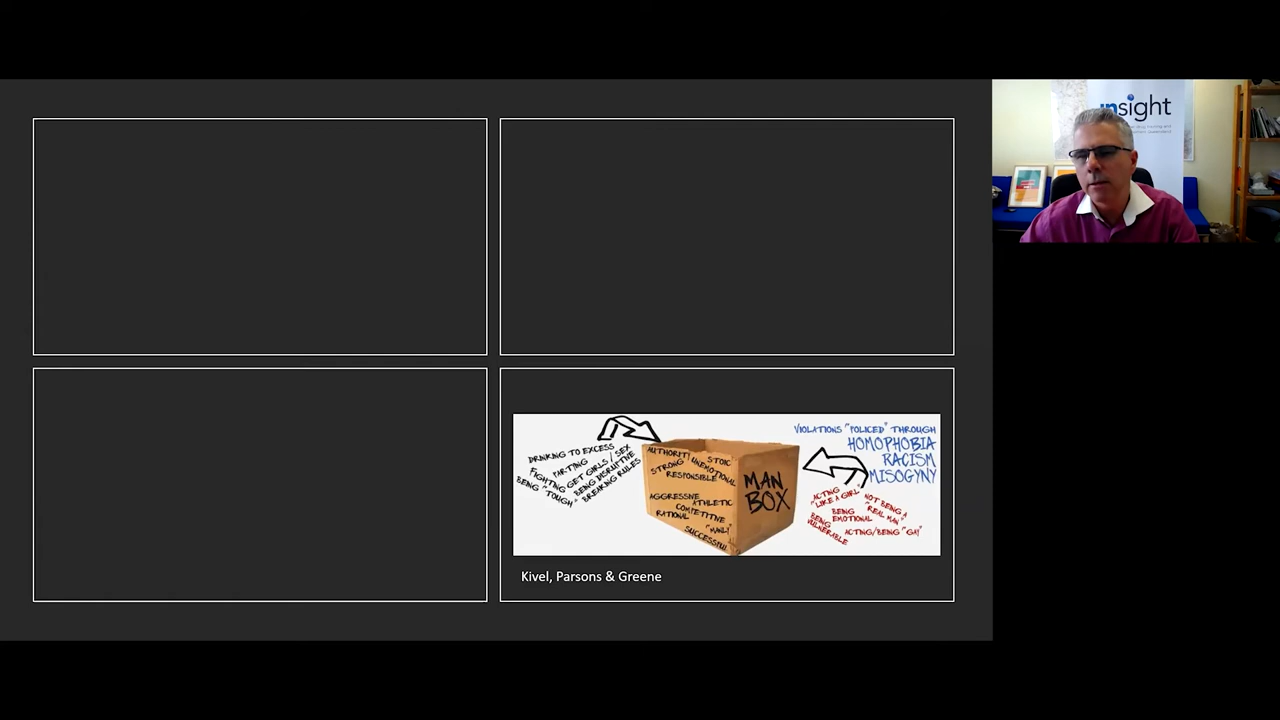 insight
VIOLATIONS "POLICED" THROUGH
HOMOPHOBIA
RACISM
MISOGYNY
DRINKING TO EXCESS
PARTYING
FIGHTING
GET GIRLS / SEX
BEING DISRUPTIVE
BEING "TOUGH"
BREAKING RULES
AUTHORITY
STOIC
STRONG
UNEMOTIONAL
RESPONSIBLE
AGGRESSIVE
ATHLETIC
COMPETITIVE
RATIONAL
"MANLY"
SUCCESSFUL
MAN
BOX
"ACTING
LIKE A GIRL"
NOT BEING A
"REAL MAN"
BEING
EMOTIONAL
BEING
VULNERABLE
ACTING/BEING "GAY"
Kivel, Parsons & Greene